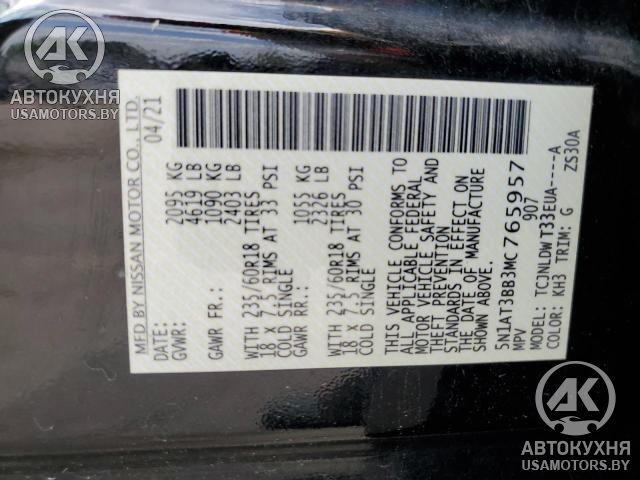 АК
АВТОКУХНЯ
USAMOTORS.BY
MFD BY NISSAN MOTOR CO., LTD.
DATE: 04/21
GVWR: 2095 KG
4619 LB
GAWR FR.: 1090 KG
2403 LB
WITH 235/60R18 TIRES
18 X 7.5 RIMS AT 33 PSI
COLD SINGLE
GAWR RR.: 1055 KG
2326 LB
WITH 235/60R18 TIRES
18 X 7.5 RIMS AT 30 PSI
COLD SINGLE
THIS VEHICLE CONFORMS TO
ALL APPLICABLE FEDERAL
MOTOR VEHICLE SAFETY AND
THEFT PREVENTION
STANDARDS IN EFFECT ON
THE DATE OF MANUFACTURE
SHOWN ABOVE.
5N1AT3BB3MC765957
MPV 907
MODEL: TCJNLDWT33EUA----A
COLOR: KH3 TRIM: G ZS30A
АК
АВТОКУХНЯ
USAMOTORS.BY